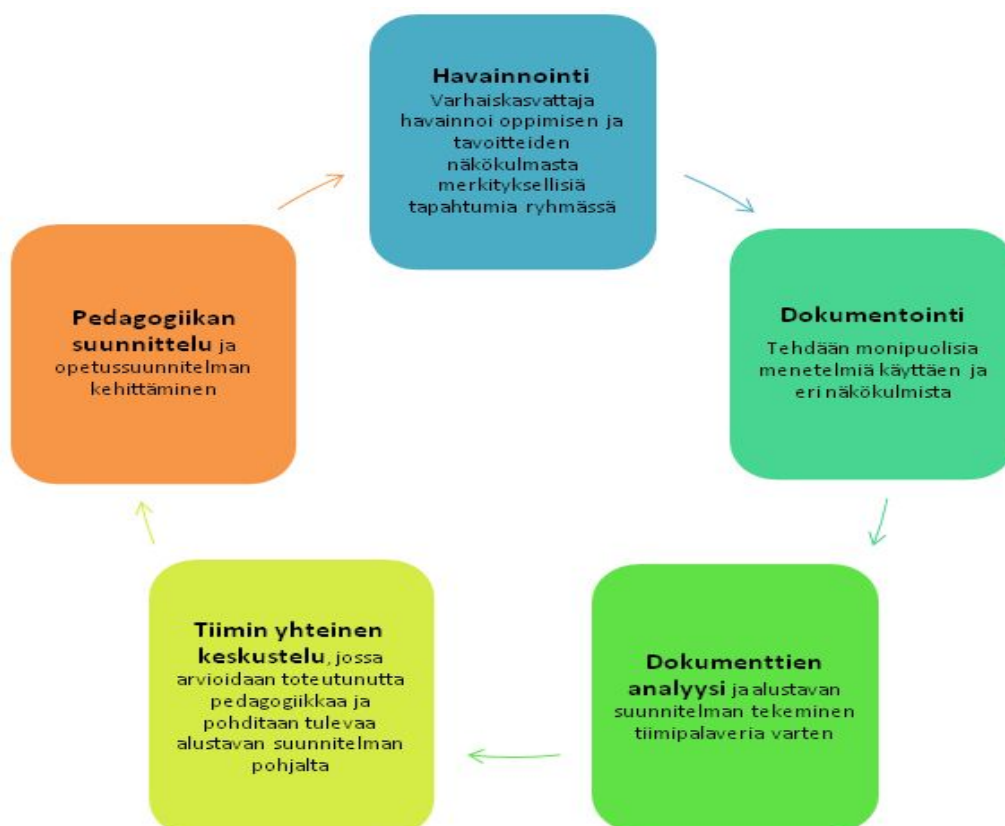 Havainnointi
Varhaiskasvattaja
havainnoi oppimisen ja
tavoitteiden
näkökulmasta
merkityksellisiä
tapahtumia ryhmässä
Dokumentointi
Tehdään monipuolisia
menetelmiä käyttäen ja
eri näkökulmista
Dokumenttien
analyysi ja alustavan
suunnitelman tekeminen
tiimipalaveria varten
Tiimin yhteinen
keskustelu, jossa
arvioidaan toteutunutta
pedagogiikkaa ja
pohditaan tulevaa
alustavan suunnitelman
pohjalta
Pedagogiikan
suunnittelu ja
opetussuunnitelman
kehittäminen